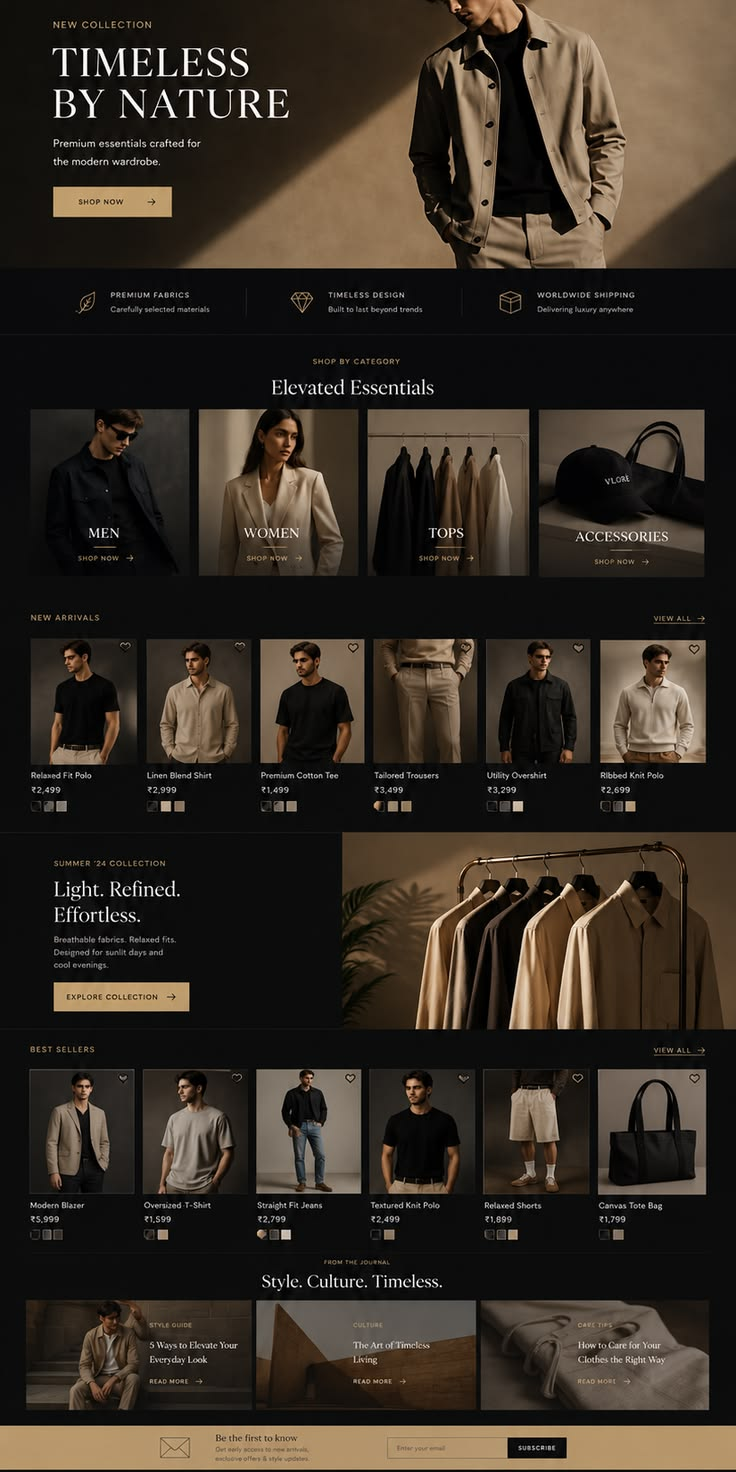 NEW COLLECTION
TIMELESS
BY NATURE
Premium essentials crafted for
the modern wardrobe.
SHOP NOW →
PREMIUM FABRICS
Carefully selected materials
TIMELESS DESIGN
Built to last beyond trends
WORLDWIDE SHIPPING
Delivering luxury anywhere
SHOP BY CATEGORY
Elevated Essentials
MEN
SHOP NOW →
WOMEN
SHOP NOW →
TOPS
SHOP NOW →
VLORE
ACCESSORIES
SHOP NOW →
NEW ARRIVALS
VIEW ALL →
Relaxed Fit Polo
₹2,499
Linen Blend Shirt
₹2,999
Premium Cotton Tee
₹1,499
Tailored Trousers
₹3,499
Utility Overshirt
₹3,299
RIbbed Knit Polo
₹2,699
SUMMER '24 COLLECTION
Light. Refined.
Effortless.
Breathable fabrics. Relaxed fits.
Designed for sunlit days and
cool evenings.
EXPLORE COLLECTION →
BEST SELLERS
VIEW ALL →
Modern Blazer
₹5,999
Oversized T-Shirt
₹1,599
Straight Fit Jeans
₹2,799
Textured Knit Polo
₹2,499
Relaxed Shorts
₹1,899
Canvas Tote Bag
₹1,799
FROM THE JOURNAL
Style. Culture. Timeless.
STYLE GUIDE
5 Ways to Elevate Your
Everyday Look
READ MORE →
CULTURE
The Art of Timeless
Living
READ MORE →
CARE TIPS
How to Care for Your
Clothes the Right Way
READ MORE →
Be the first to know
Get early access to new arrivals,
exclusive offers & style updates.
Enter your email
SUBSCRIBE